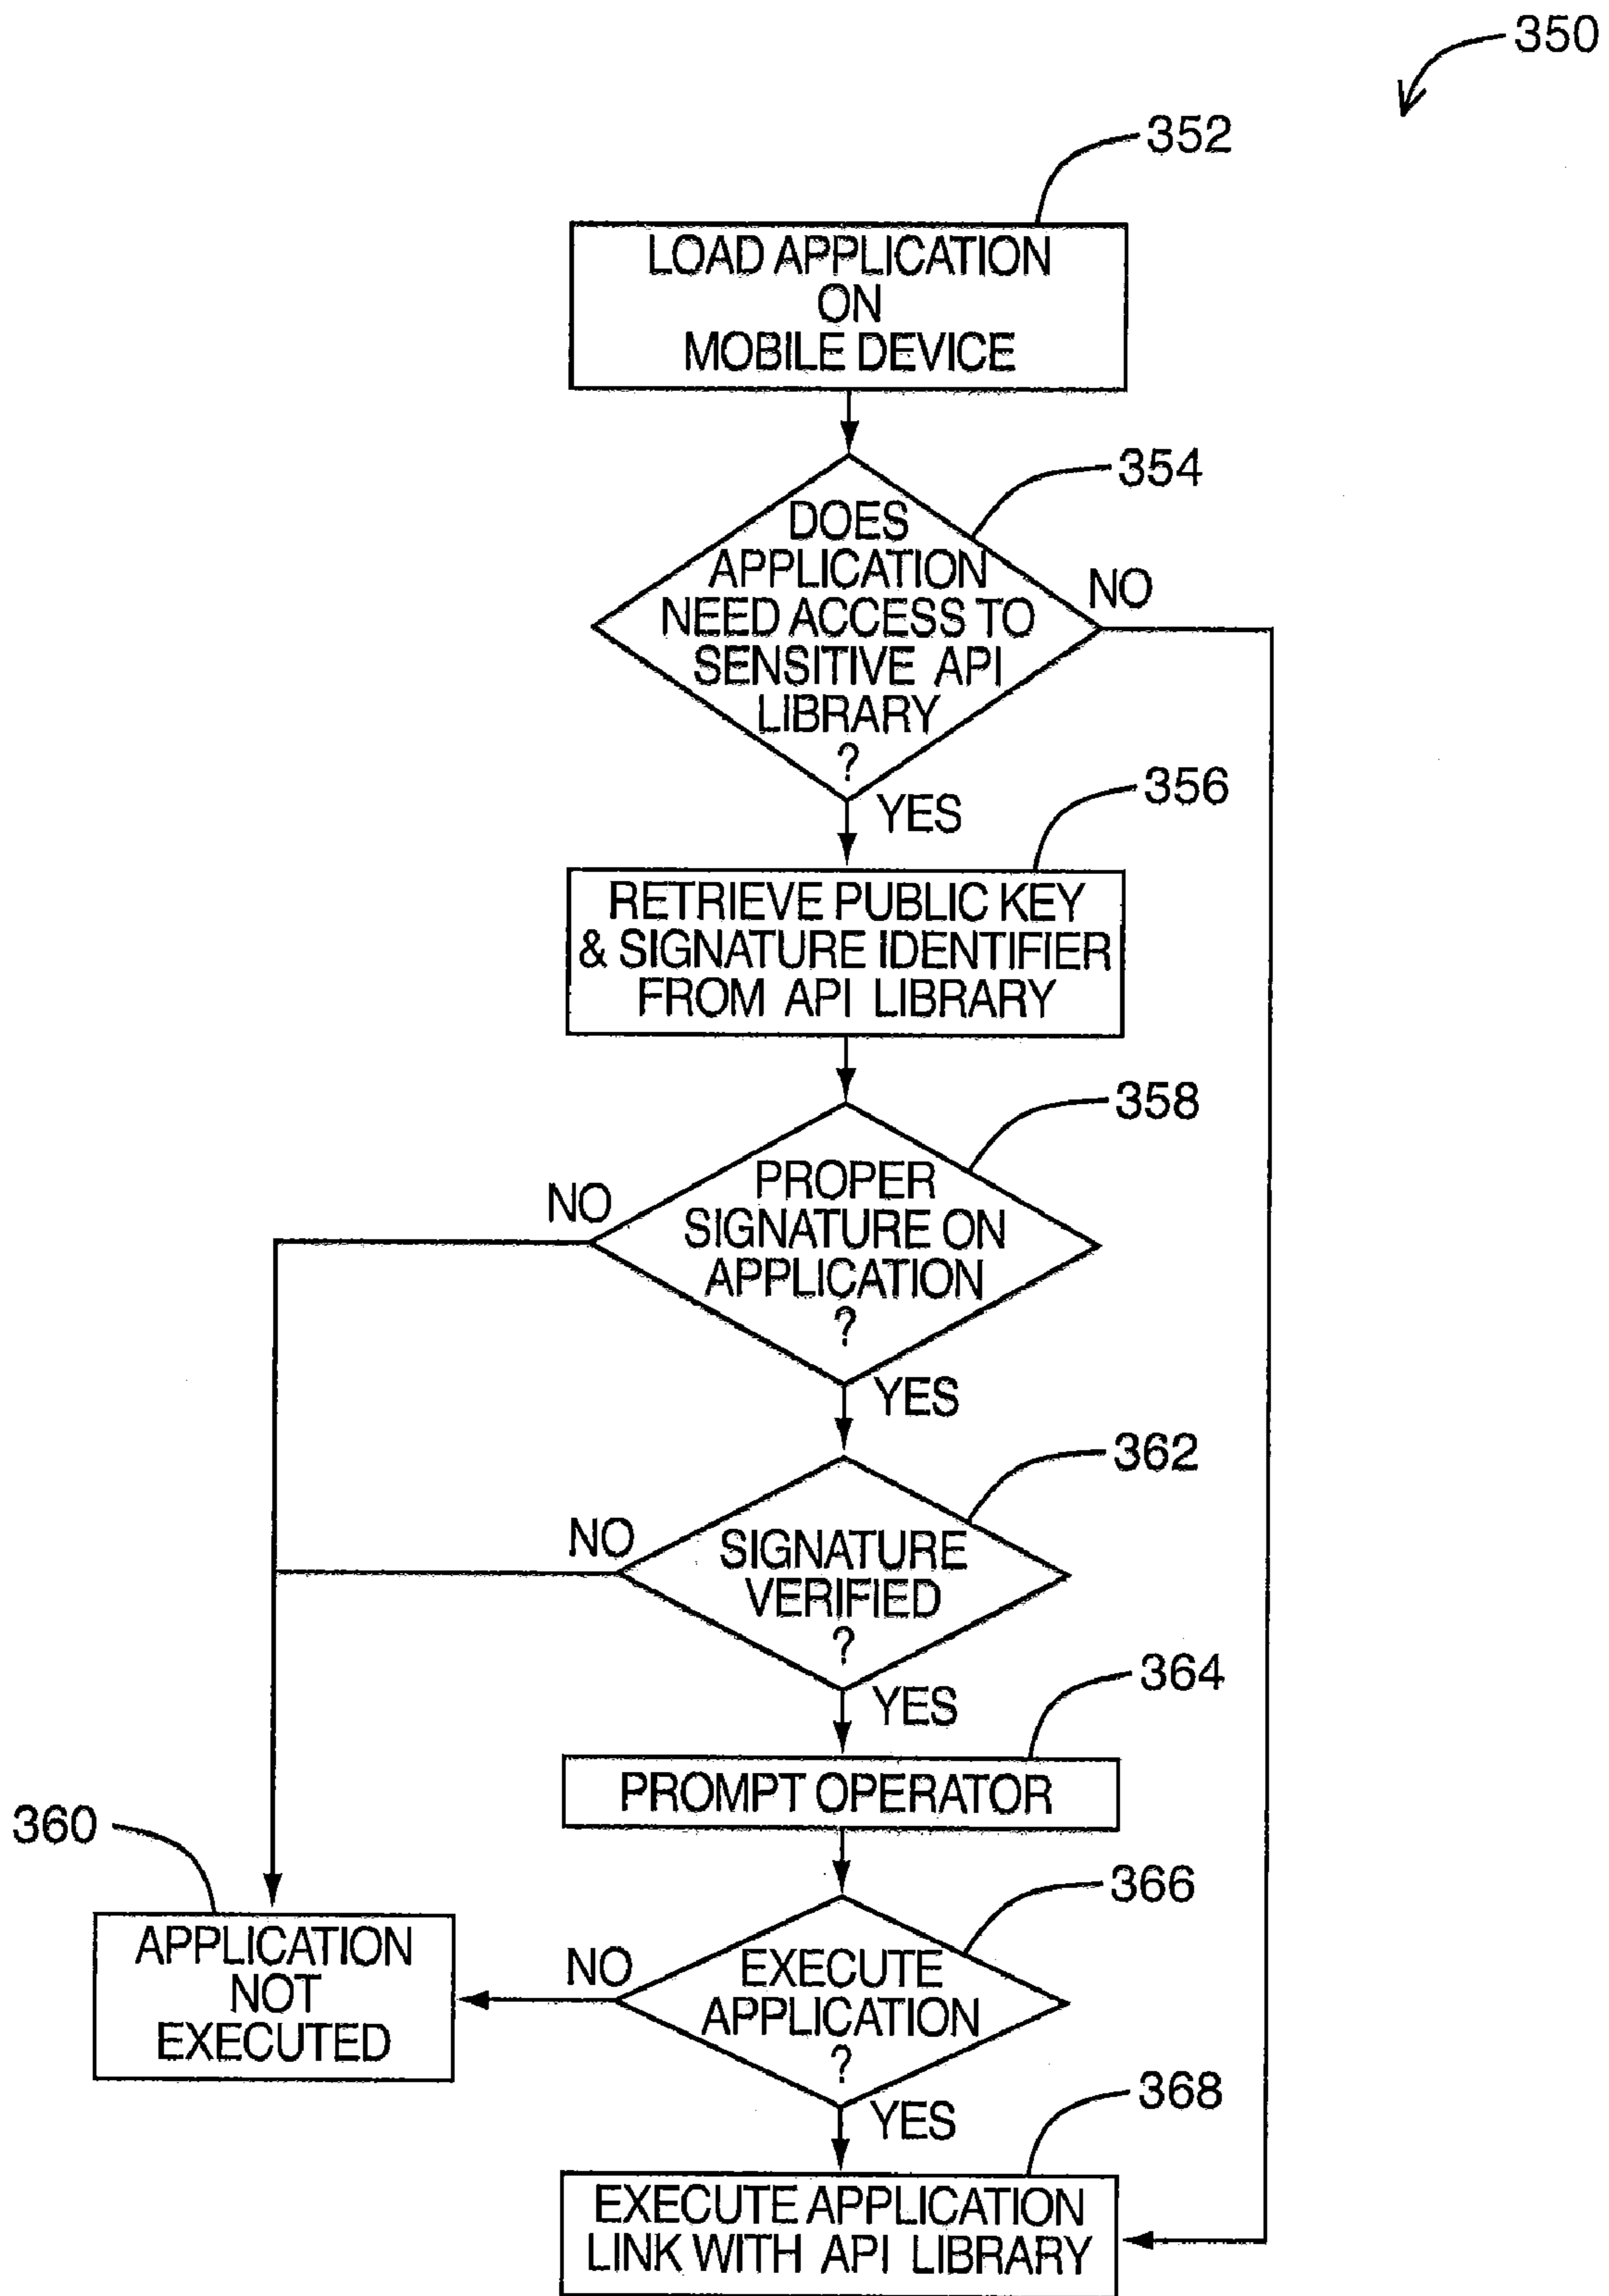 350
352
LOAD APPLICATION
ON
MOBILE DEVICE
354
DOES
APPLICATION
NEED ACCESS TO
SENSITIVE API
LIBRARY
?
NO
YES
356
RETRIEVE PUBLIC KEY
& SIGNATURE IDENTIFIER
FROM API LIBRARY
358
PROPER
SIGNATURE ON
APPLICATION
?
NO
YES
362
SIGNATURE
VERIFIED
?
NO
YES
364
PROMPT OPERATOR
360
APPLICATION
NOT
EXECUTED
366
EXECUTE
APPLICATION
?
NO
YES
368
EXECUTE APPLICATION
LINK WITH API LIBRARY